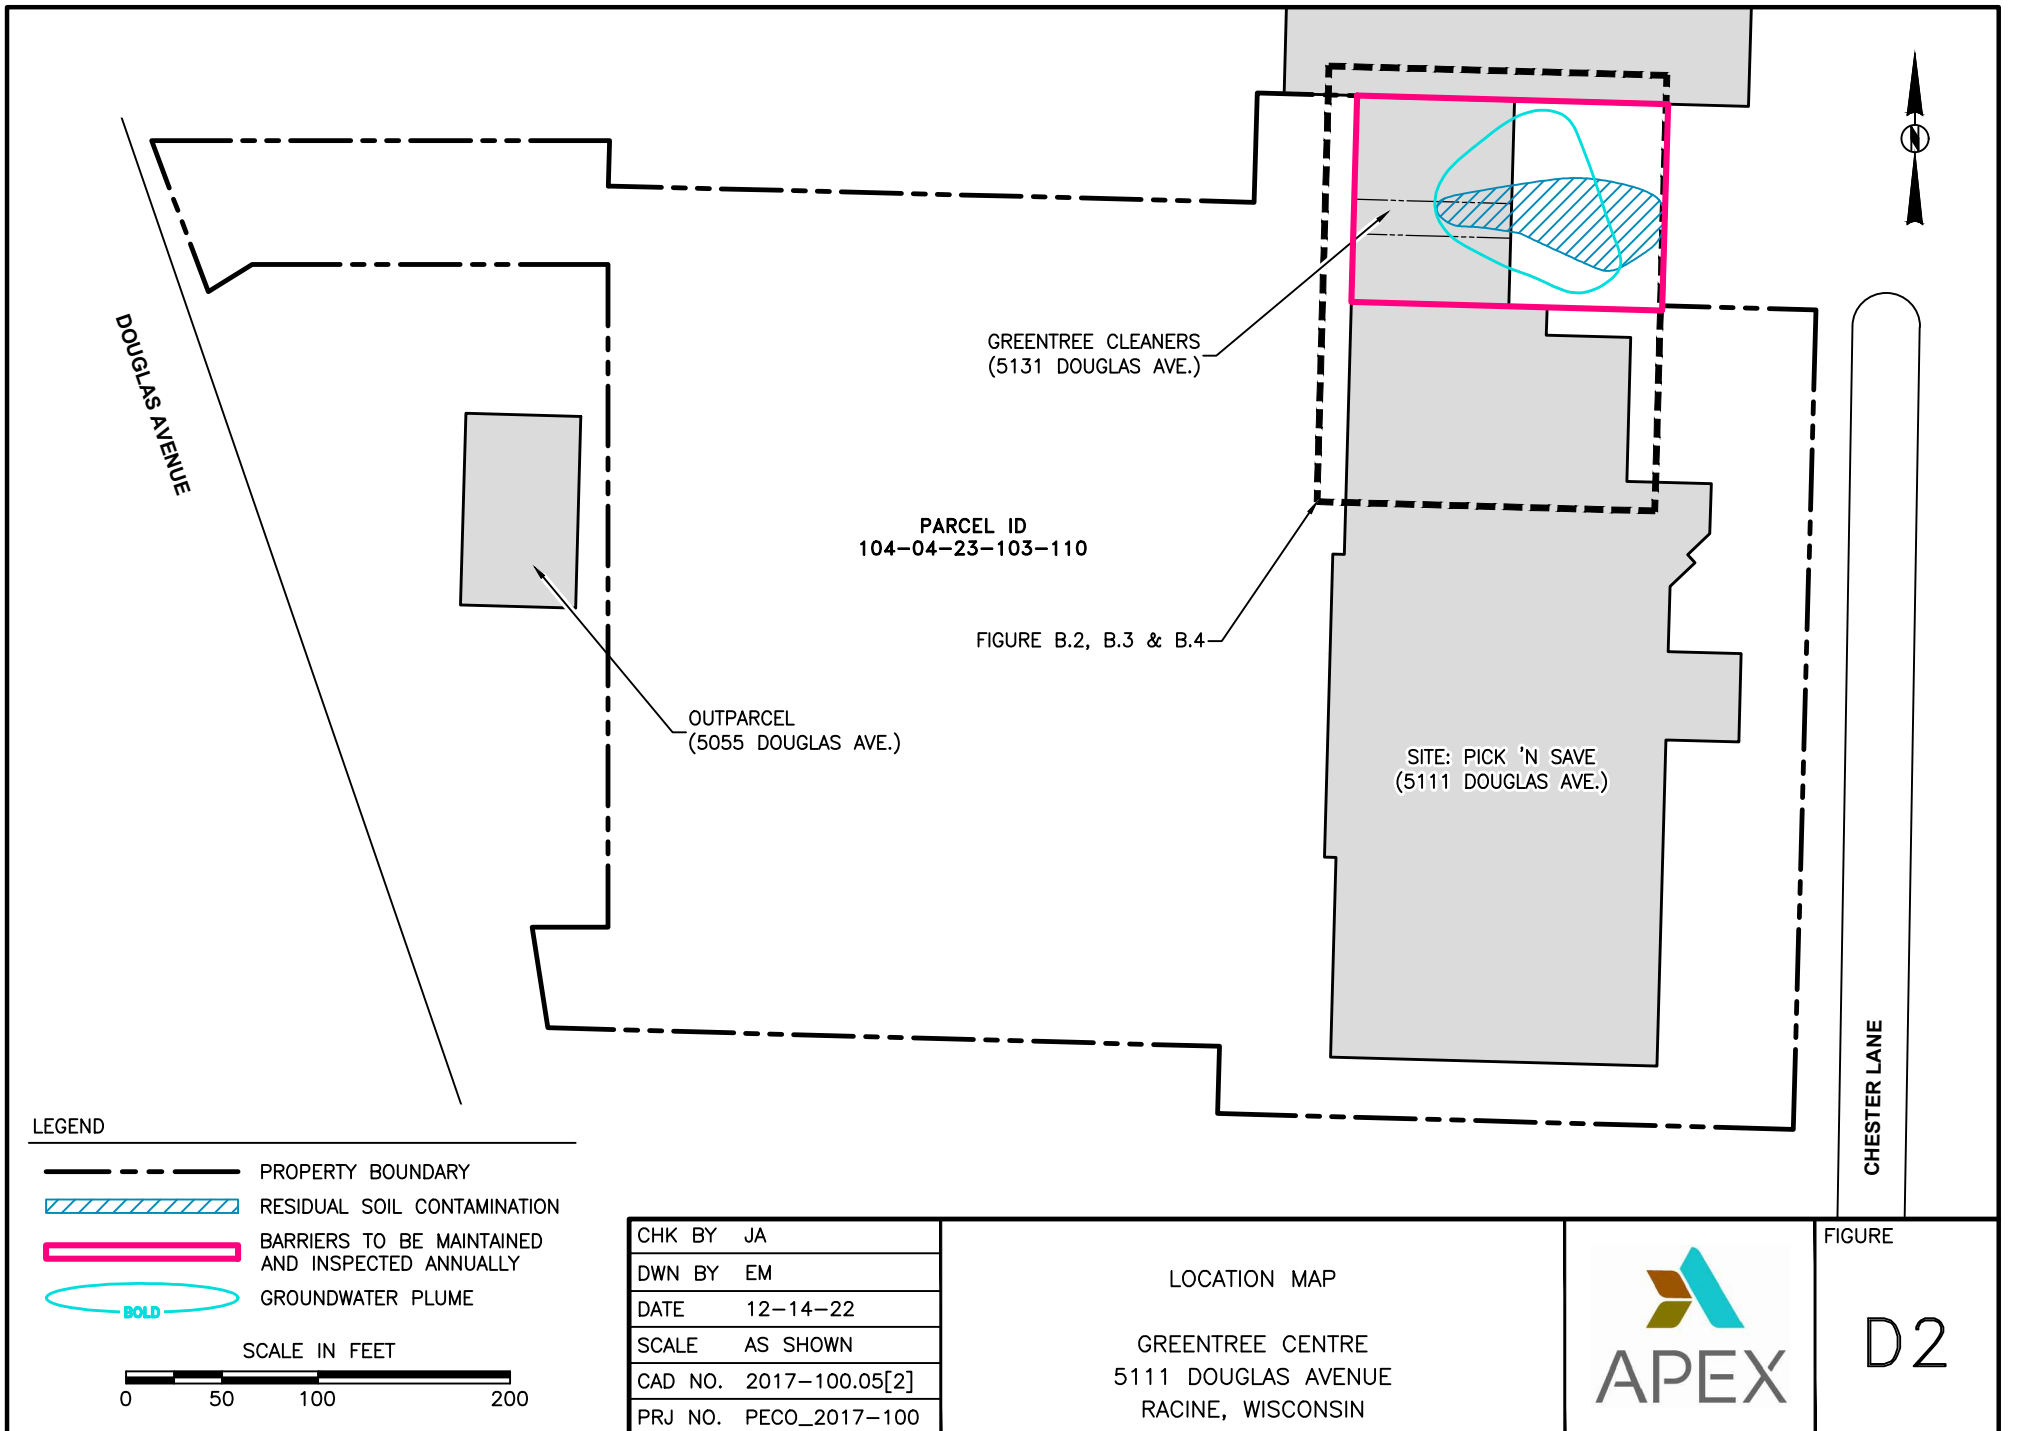 DOUGLAS AVENUE
GREENTREE CLEANERS
(5131 DOUGLAS AVE.)
PARCEL ID
104-04-23-103-110
FIGURE B.2, B.3 & B.4
OUTPARCEL
(5055 DOUGLAS AVE.)
SITE: PICK 'N SAVE
(5111 DOUGLAS AVE.)
CHESTER LANE
N
LEGEND
PROPERTY BOUNDARY
RESIDUAL SOIL CONTAMINATION
BARRIERS TO BE MAINTAINED
AND INSPECTED ANNUALLY
BOLD
GROUNDWATER PLUME
SCALE IN FEET
0 50 100 200
CHK BY JA
DWN BY EM
DATE 12-14-22
SCALE AS SHOWN
CAD NO. 2017-100.05[2]
PRJ NO. PECO_2017-100
LOCATION MAP
GREENTREE CENTRE
5111 DOUGLAS AVENUE
RACINE, WISCONSIN
APEX
FIGURE
D2